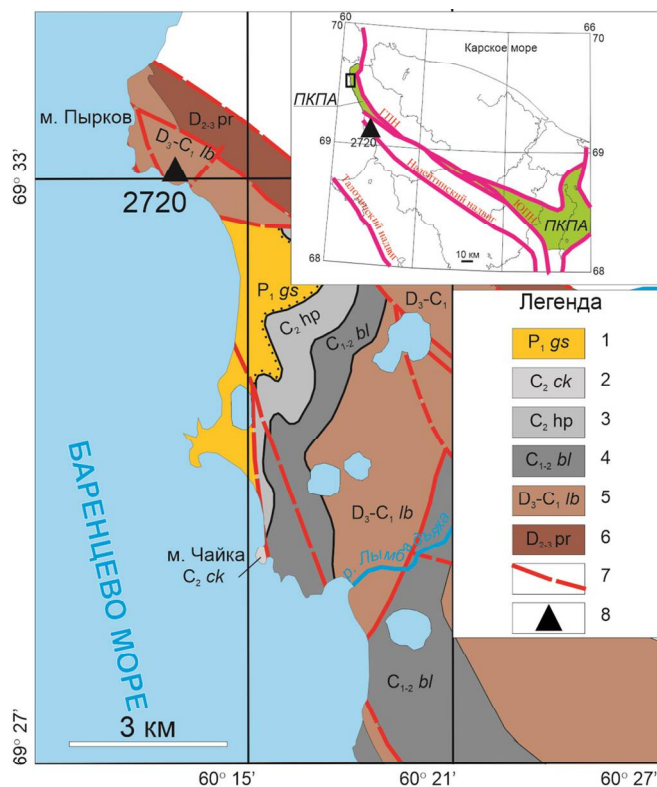 60
66
70
70
Карское море
ПКПА
ГПН
2720
69
69
Талотинский надвиг
Пайентинский надвиг
ЮПН
ПКПА
10 км
68
68
м. Пырков
D₂₋₃ pr
D₃-C₁ lb
2720
69° 33'
P₁ gs
C₂ hp
C₁₋₂ bl
D₃-C₁
Легенда
P₁ gs 1
C₂ ck 2
C₂ hp 3
C₁₋₂ bl 4
D₃-C₁ lb 5
D₂₋₃ pr 6
7
8
БАРЕНЦЕВО МОРЕ
D₃-C₁ lb
м. Чайка
C₂ ck
C₁₋₂ bl
3 км
69° 27'
60° 15'
60° 21'
60° 27'